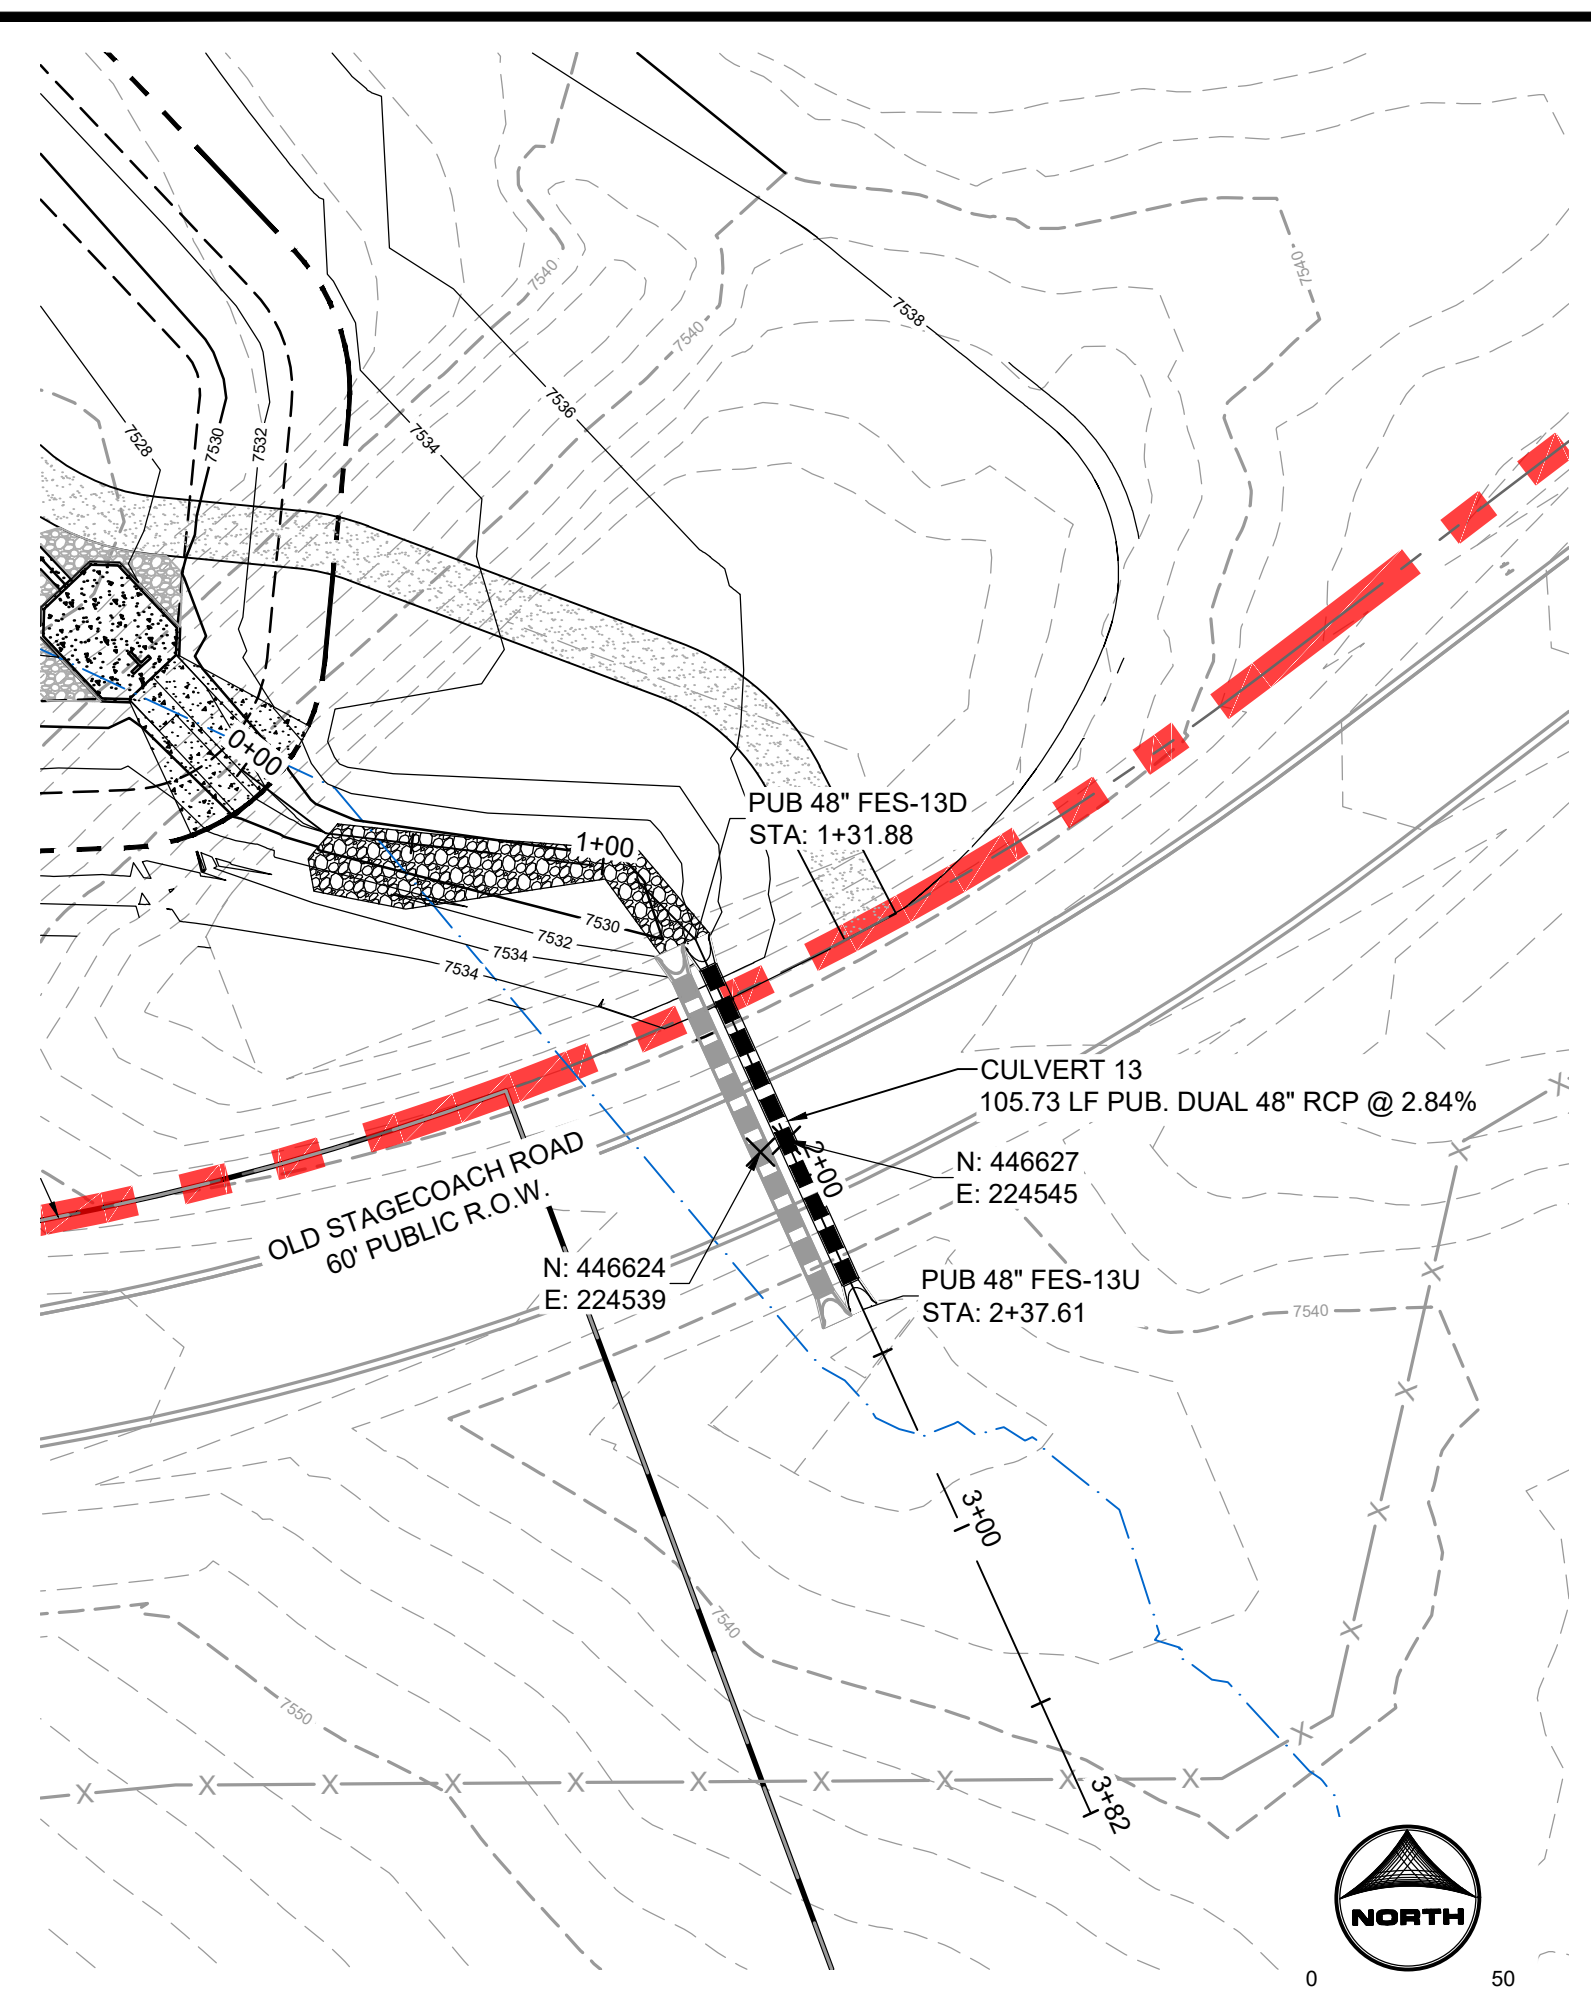 7540
7540
7540
7538
7536
7534
7528
7530
7532
0+00
1+00
PUB 48" FES-13D
STA: 1+31.88
7530
7532
7534
7534
CULVERT 13
105.73 LF PUB. DUAL 48" RCP @ 2.84%
2+00
N: 446627
E: 224545
OLD STAGECOACH ROAD
60' PUBLIC R.O.W.
N: 446624
E: 224539
PUB 48" FES-13U
STA: 2+37.61
7540
3+00
7540
7550
3+82
X X X X X X X X X X X
X
X
X
X
X
X
NORTH
0 50